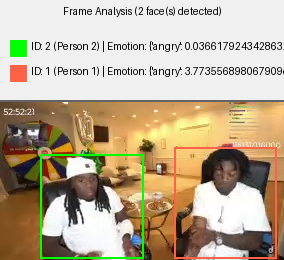 Frame Analysis (2 face(s) detected)
ID: 2 (Person 2) | Emotion: {'angry': 0.036617924342863
ID: 1 (Person 1) | Emotion: {'angry': 3.773556898067909
52:52:21